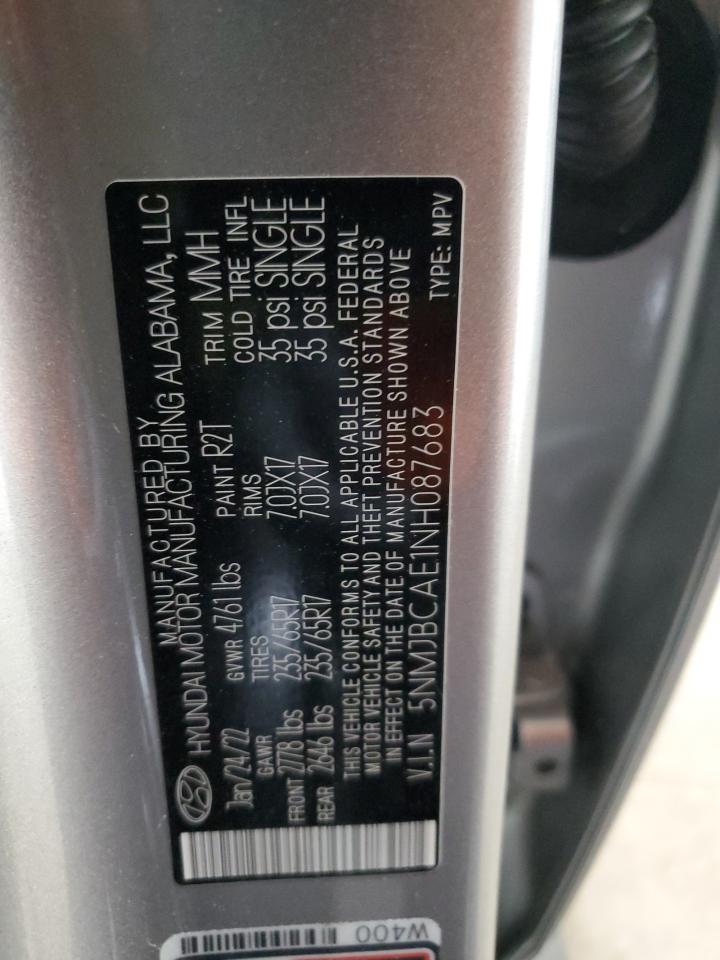 MANUFACTURED BY
HYUNDAI MOTOR MANUFACTURING ALABAMA, LLC
Jan/24/22 GVWR 4761 lbs PAINT R2T TRIM MMH
GAWR TIRES RIMS COLD TIRE INFL
FRONT 2778 lbs 235/65R17 7.0JX17 35 psi SINGLE
REAR 2646 lbs 235/65R17 7.0JX17 35 psi SINGLE
THIS VEHICLE CONFORMS TO ALL APPLICABLE U.S.A. FEDERAL
MOTOR VEHICLE SAFETY AND THEFT PREVENTION STANDARDS
IN EFFECT ON THE DATE OF MANUFACTURE SHOWN ABOVE
V.I.N 5NMJBCAE1NH087683 TYPE: MPV
W400